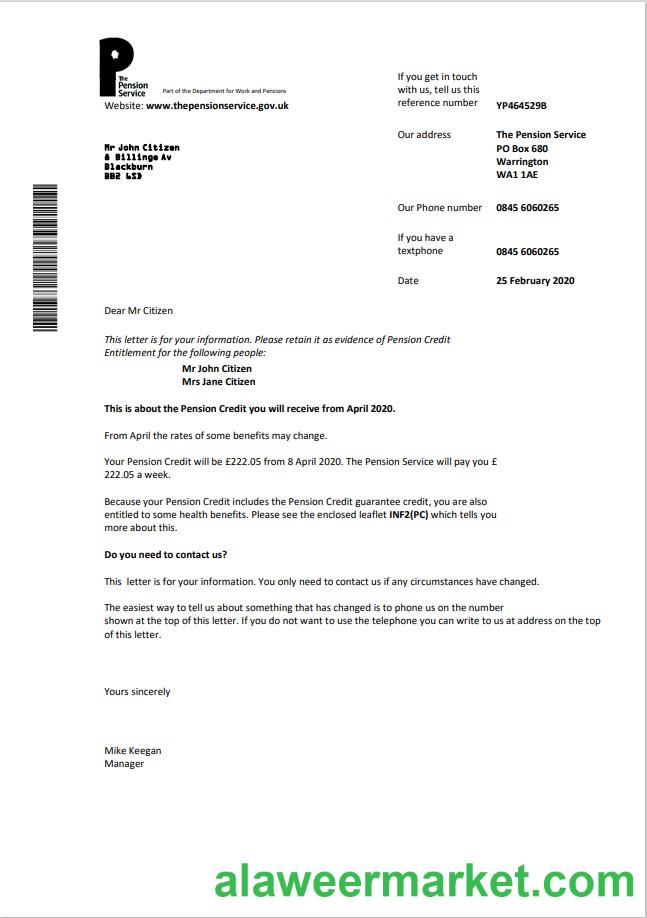 The
Pension
Service
Part of the Department for Work and Pensions
Website: www.thepensionservice.gov.uk
If you get in touch
with us, tell us this
reference number YP464529B
Our address The Pension Service
PO Box 680
Warrington
WA1 1AE
Mr John Citizen
8 Billinge Av
Blackburn
BB2 6SD
Our Phone number 0845 6060265
If you have a
textphone 0845 6060265
Date 25 February 2020
Dear Mr Citizen
This letter is for your information. Please retain it as evidence of Pension Credit
Entitlement for the following people:
Mr John Citizen
Mrs Jane Citizen
This is about the Pension Credit you will receive from April 2020.
From April the rates of some benefits may change.
Your Pension Credit will be £222.05 from 8 April 2020. The Pension Service will pay you £
222.05 a week.
Because your Pension Credit includes the Pension Credit guarantee credit, you are also
entitled to some health benefits. Please see the enclosed leaflet INF2(PC) which tells you
more about this.
Do you need to contact us?
This letter is for your information. You only need to contact us if any circumstances have changed.
The easiest way to tell us about something that has changed is to phone us on the number
shown at the top of this letter. If you do not want to use the telephone you can write to us at address on the top
of this letter.
Yours sincerely
Mike Keegan
Manager
alaweermarket.com